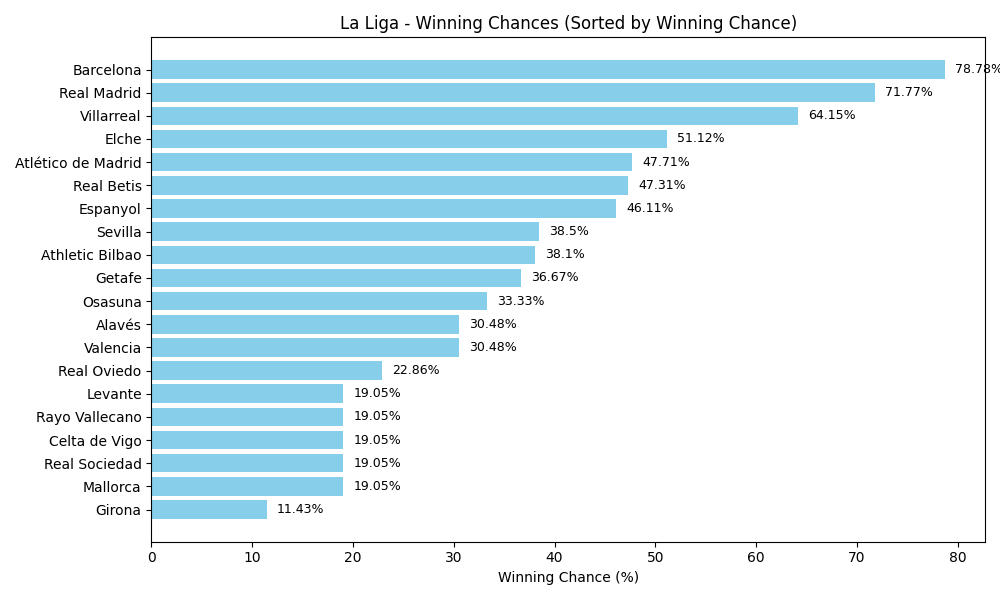 La Liga - Winning Chances (Sorted by Winning Chance)
Barcelona 78.78%
Real Madrid 71.77%
Villarreal 64.15%
Elche 51.12%
Atlético de Madrid 47.71%
Real Betis 47.31%
Espanyol 46.11%
Sevilla 38.5%
Athletic Bilbao 38.1%
Getafe 36.67%
Osasuna 33.33%
Alavés 30.48%
Valencia 30.48%
Real Oviedo 22.86%
Levante 19.05%
Rayo Vallecano 19.05%
Celta de Vigo 19.05%
Real Sociedad 19.05%
Mallorca 19.05%
Girona 11.43%
0 10 20 30 40 50 60 70 80
Winning Chance (%)